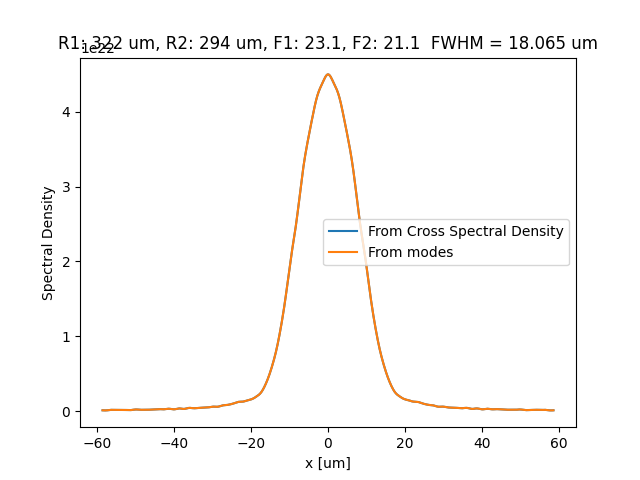 R1: 322 um, R2: 294 um, F1: 23.1, F2: 21.1  FWHM = 18.065 um
1e22
4
3
2
1
0
Spectral Density
From Cross Spectral Density
From modes
−60 −40 −20 0 20 40 60
x [um]